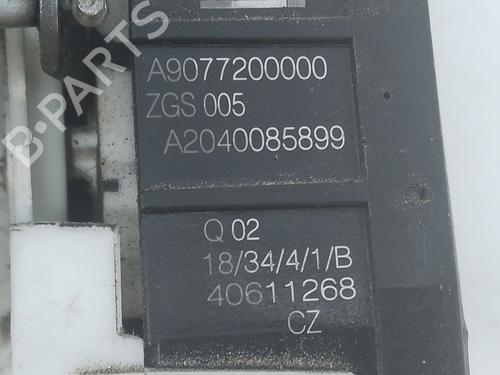 A9077200000
ZGS 005
A2040085899
Q 02
18/34/4/1/B
40611268
CZ
B-PARTS